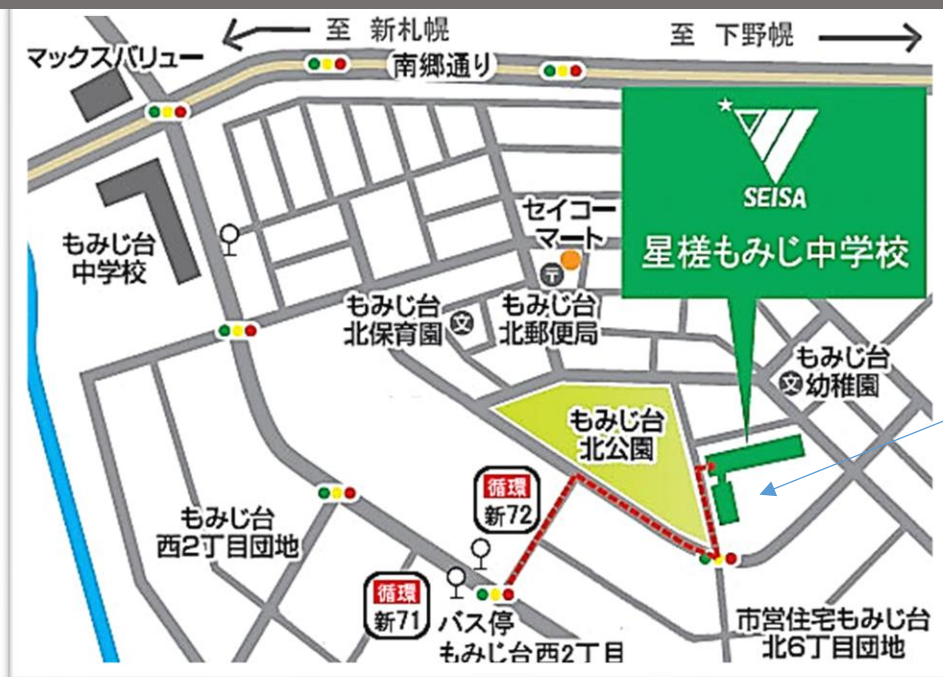 至 新札幌
至 下野幌
マックスバリュー
南郷通り
SEISA
星槎もみじ中学校
もみじ台
中学校
セイコー
マート
〒
もみじ台
北郵便局
もみじ台
北保育園
文
もみじ台
幼稚園
文
もみじ台
北公園
循環
新72
もみじ台
西2丁目団地
循環
新71
バス停
もみじ台西2丁目
市営住宅もみじ台
北6丁目団地